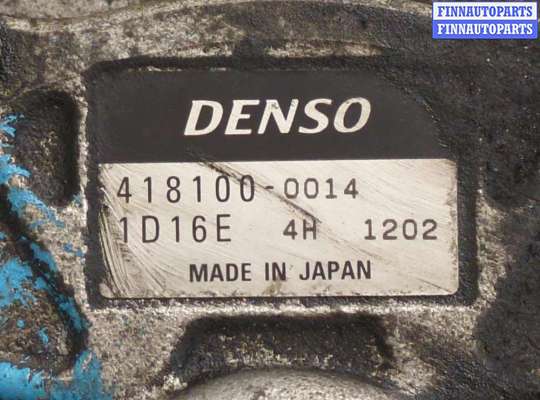 FINNAUTOPARTS
FINNAUTOPARTS
DENSO
418100-0014
1D16E 4H 1202
MADE IN JAPAN